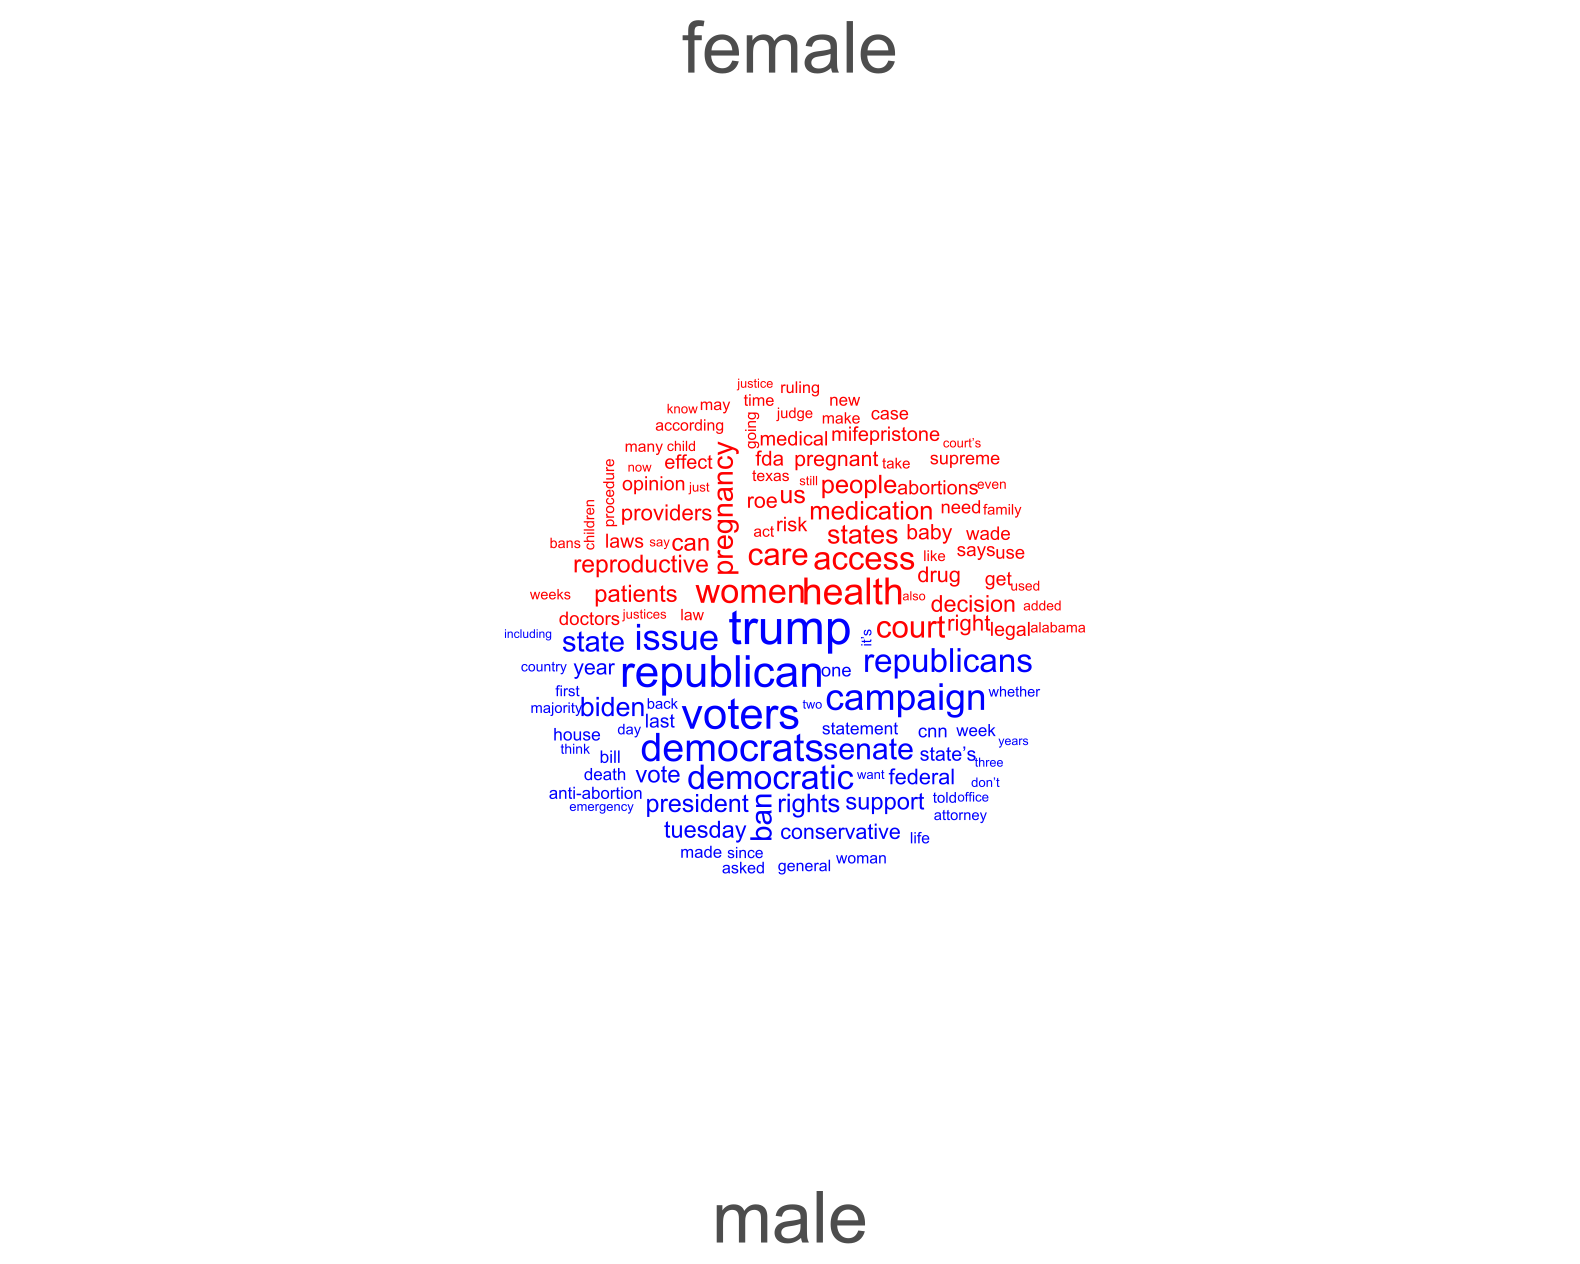 female
justice ruling
know may time new
according going judge make case
many child medical mifepristone court's
now effect pregnancy fda pregnant take supreme
procedure opinion just texas still people abortions even
children providers roe us medication need family
bans laws say can act risk states baby wade
reproductive care access like says use
weeks patients women health also drug get used
doctors justices law decision added
court right legal alabama
including state issue trump it's
country year republican one republicans
first majority biden back voters two campaign whether
house day last statement cnn week years
think bill democrats senate state's three
death vote democratic want federal don't
anti-abortion emergency president ban rights support told office
attorney
tuesday conservative life
made since
asked general woman
male